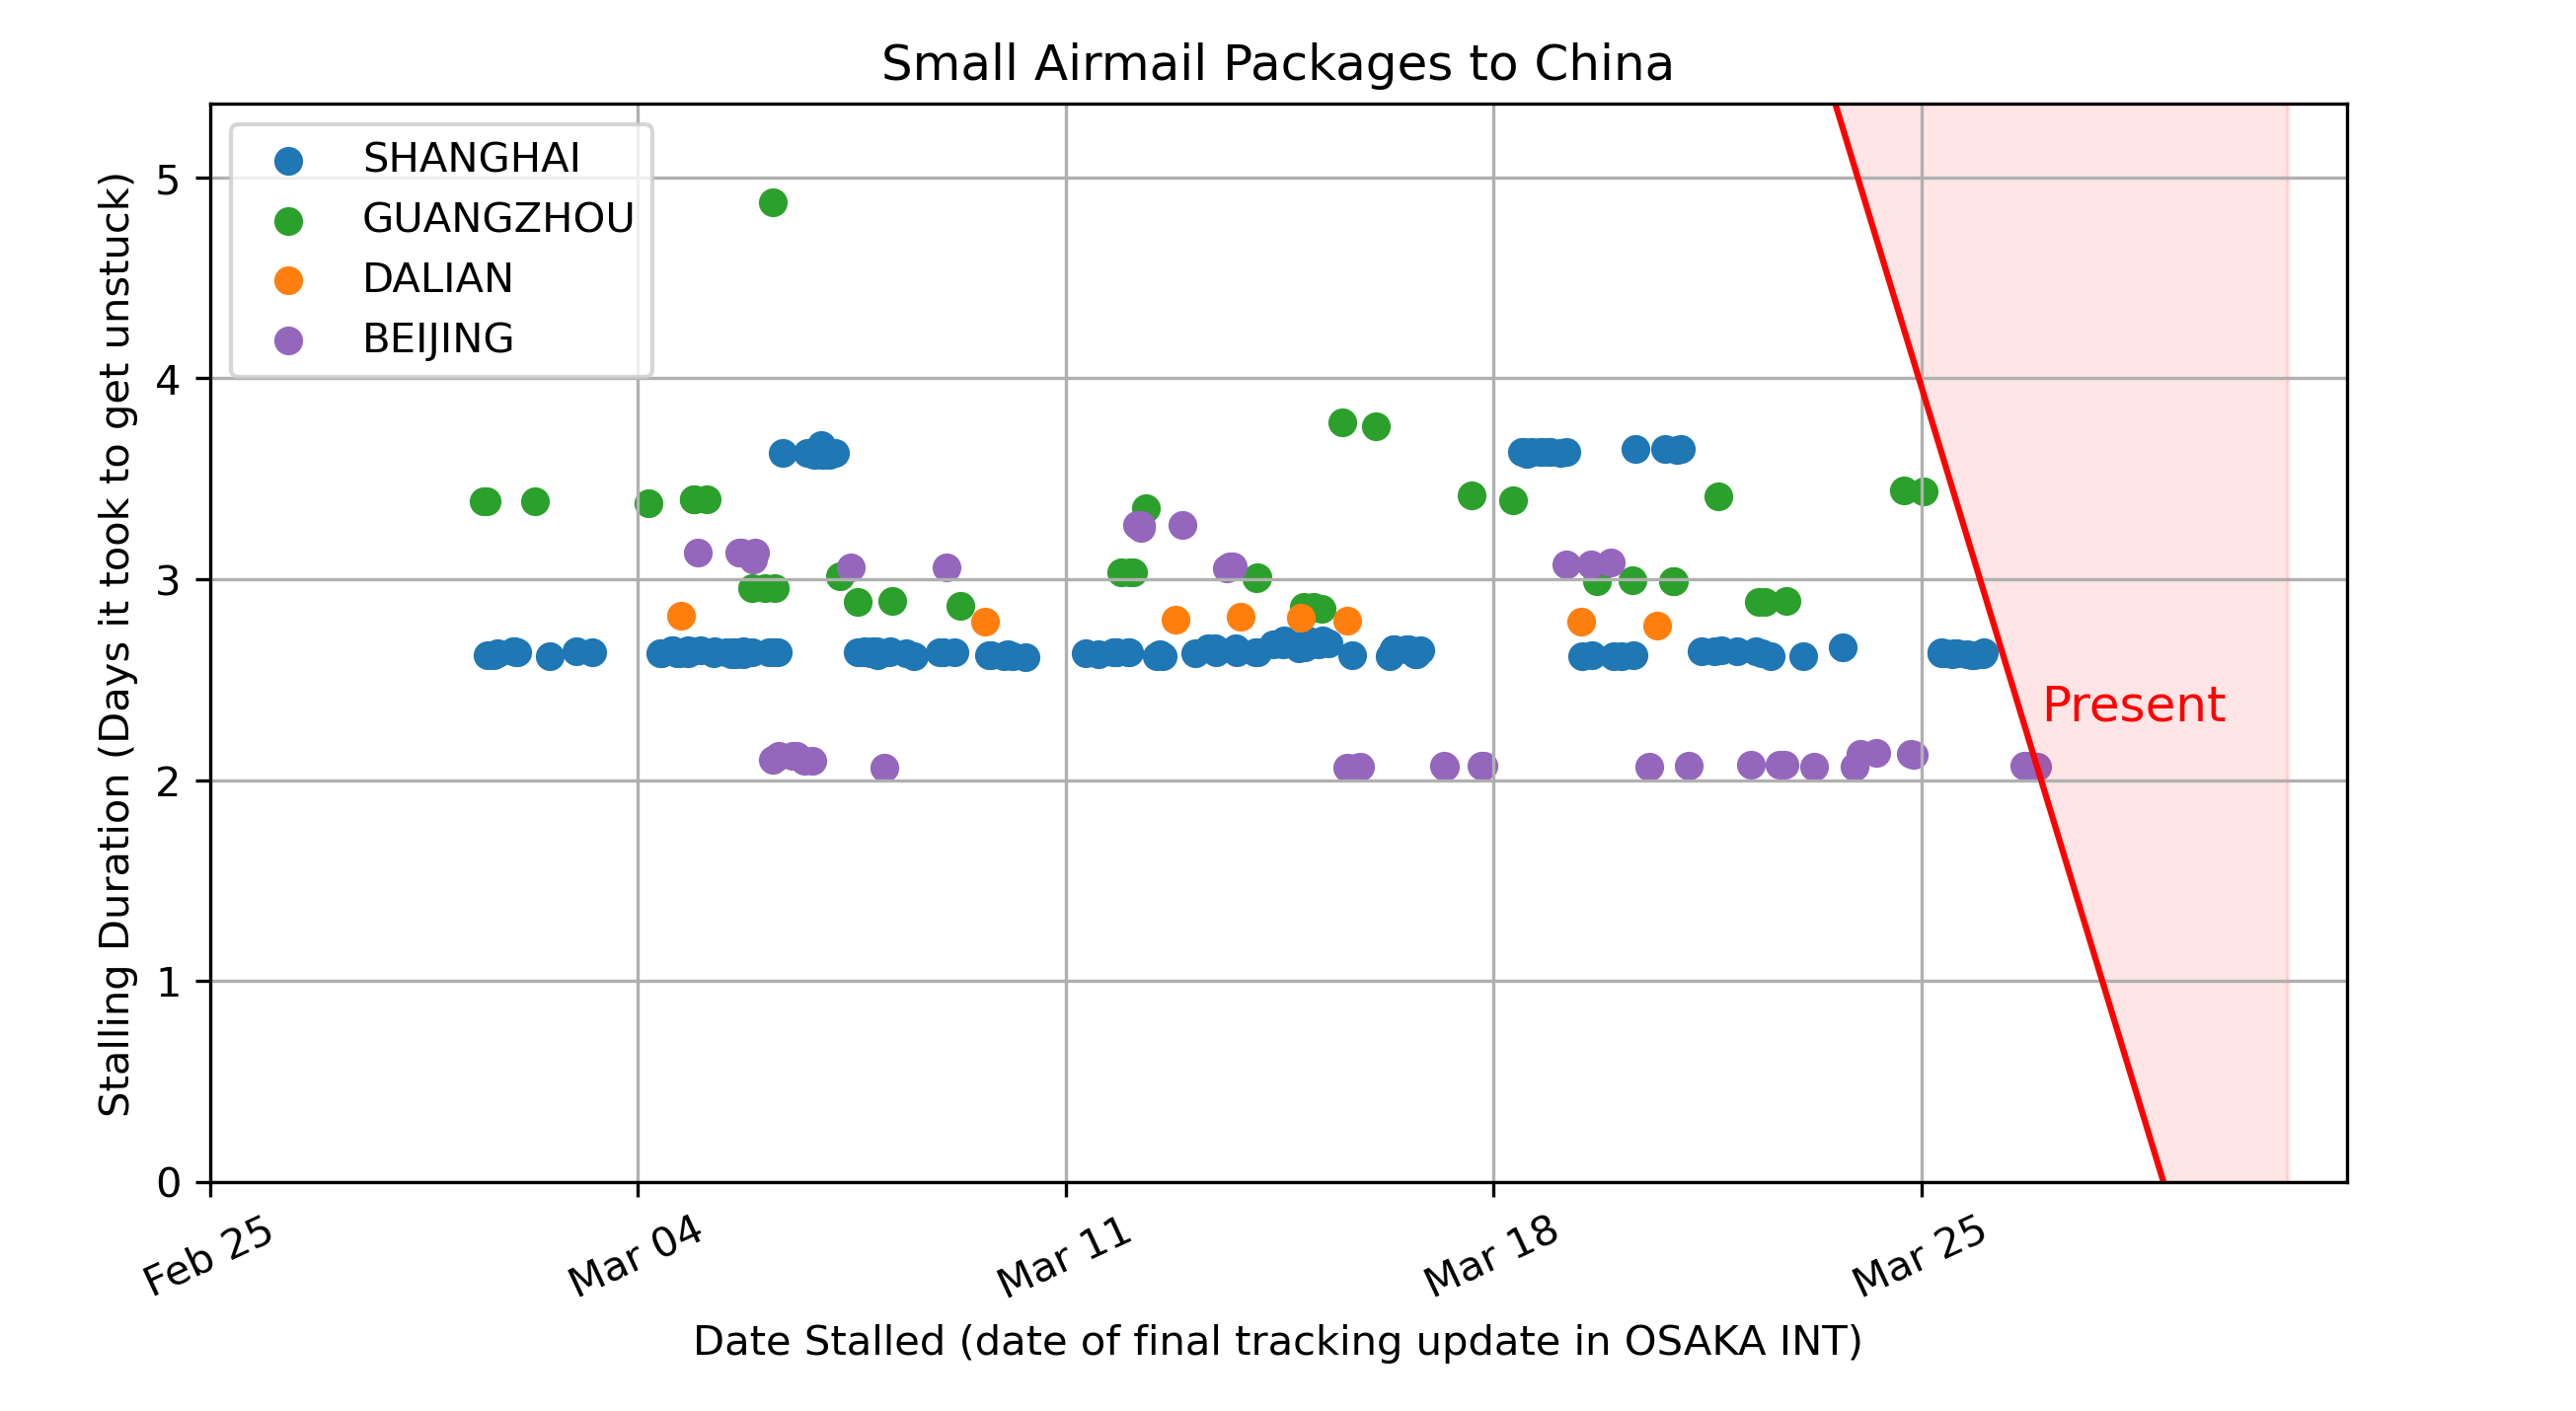 Small Airmail Packages to China
SHANGHAI
GUANGZHOU
DALIAN
BEIJING
Stalling Duration (Days it took to get unstuck)
5
4
3
2
1
0
Present
Feb 25
Mar 04
Mar 11
Mar 18
Mar 25
Date Stalled (date of final tracking update in OSAKA INT)